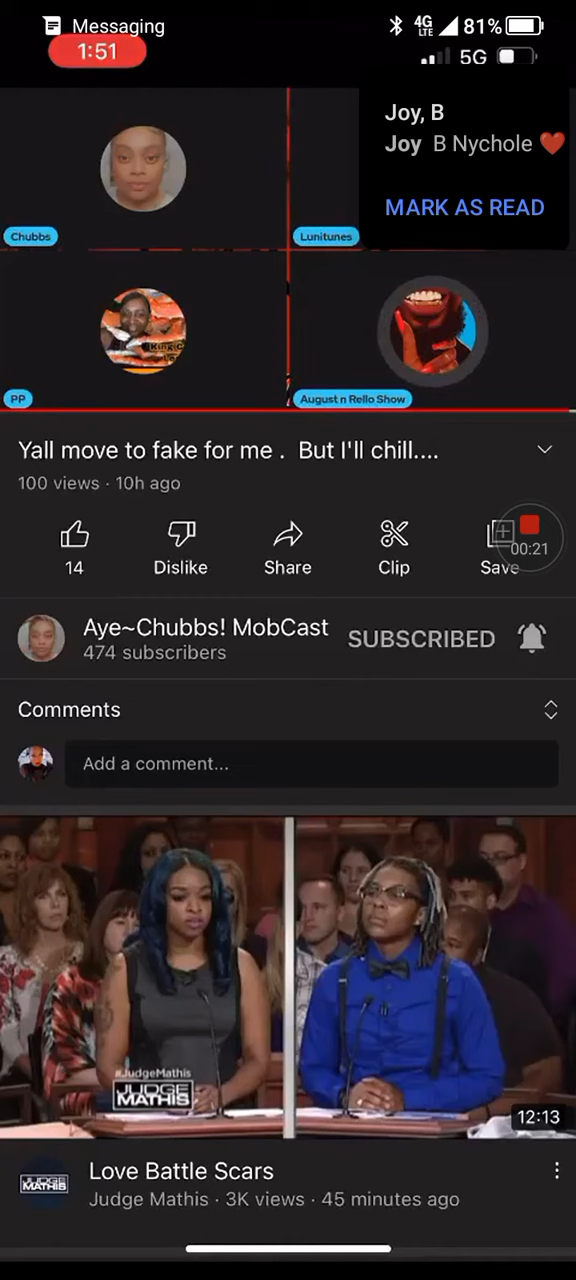 Messaging
4G LTE 81%
1:51
5G
Joy, B
Joy B Nychole ❤️
MARK AS READ
Chubbs
Lunitunes
PP
August n Rello Show
Yall move to fake for me . But I'll chill....
100 views · 10h ago
00:21
14
Dislike
Share
Clip
Save
Aye~Chubbs! MobCast
474 subscribers
SUBSCRIBED
Comments
Add a comment...
#JudgeMathis
JUDGE MATHIS
12:13
JUDGE MATHIS
Love Battle Scars
Judge Mathis · 3K views · 45 minutes ago